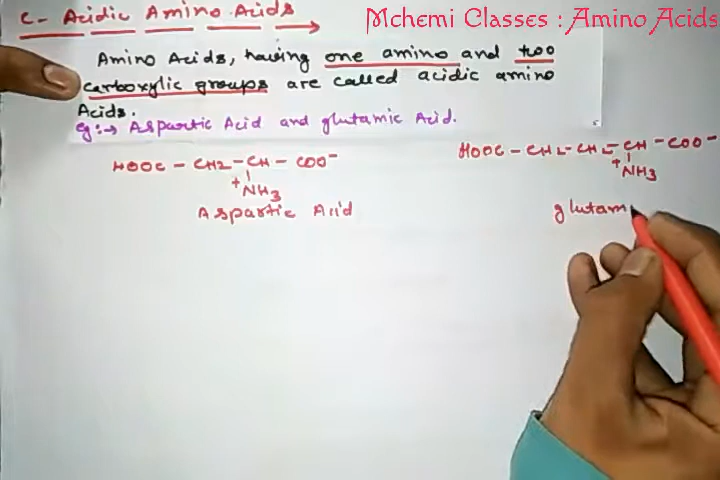 Mchemi Classes : Amino Acids
C - Acidic Amino Acids →
Amino Acids, having one amino and two
carboxylic groups are called acidic amino
Acids.
eg:→ Aspartic Acid and glutamic Acid.
HOOC - CH2 - CH - COO-
+NH3
Aspartic Acid
HOOC - CH2 - CH2 - CH - COO-
+NH3
glutam